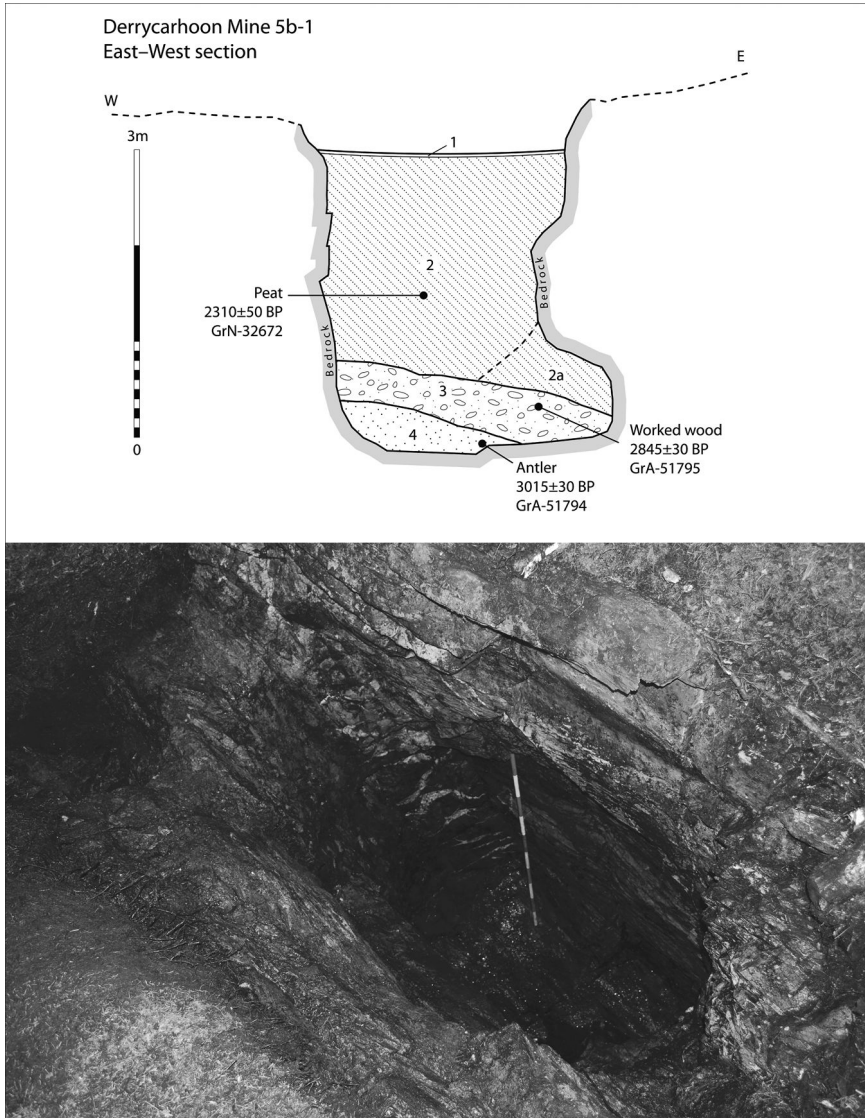 Derrycarhoon Mine 5b-1
East–West section
E
W
3m
1
2
Bedrock
Peat
2310±50 BP
GrN-32672
Bedrock
2a
3
Worked wood
2845±30 BP
GrA-51795
4
Antler
3015±30 BP
GrA-51794
0